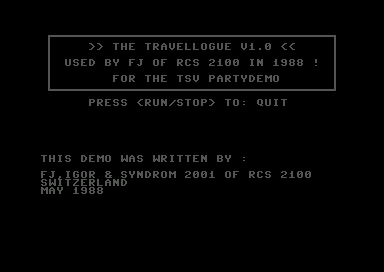 >> THE TRAVELLOGUE V1.0 <<
USED BY FJ OF RCS 2100 IN 1988 !
FOR THE TSV PARTYDEMO
PRESS <RUN/STOP> TO: QUIT
THIS DEMO WAS WRITTEN BY :
FJ,IGOR & SYNDROM 2001 OF RCS 2100
SWITZERLAND
MAY 1988